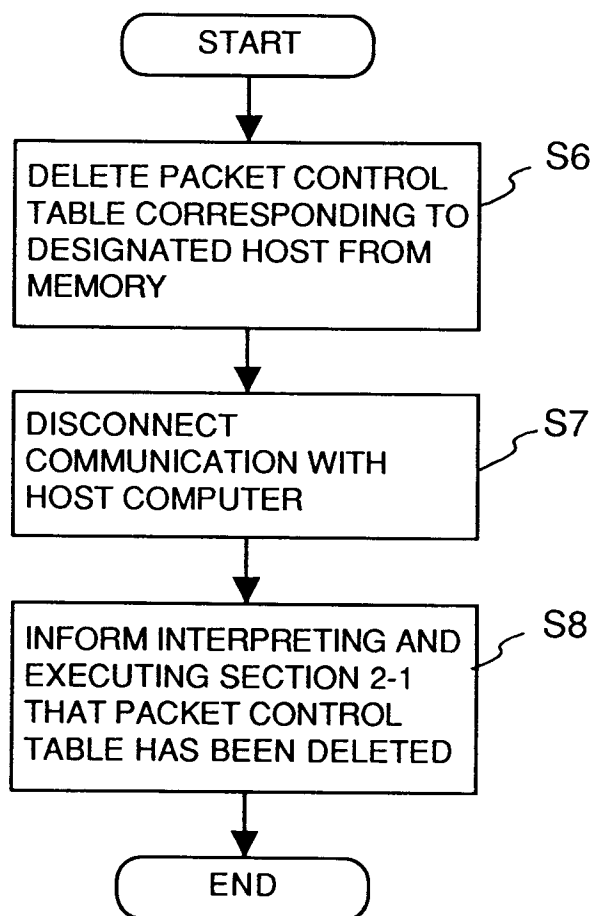 START
DELETE PACKET CONTROL
TABLE CORRESPONDING TO
DESIGNATED HOST FROM
MEMORY
S6
DISCONNECT
COMMUNICATION WITH
HOST COMPUTER
S7
INFORM INTERPRETING AND
EXECUTING SECTION 2-1
THAT PACKET CONTROL
TABLE HAS BEEN DELETED
S8
END